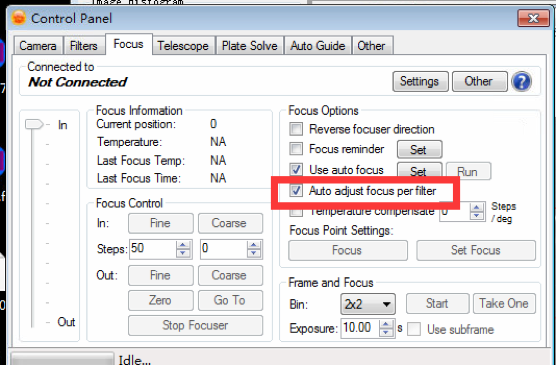 Image histogram
Control Panel
Camera Filters Focus Telescope Plate Solve Auto Guide Other
Connected to
Not Connected
Settings Other ?
In
Out
Focus Information
Current position: 0
Temperature: NA
Last Focus Temp: NA
Last Focus Time: NA
Focus Control
In: Fine Coarse
Steps: 50 0
Out: Fine Coarse
Zero Go To
Stop Focuser
Focus Options
Reverse focuser direction
Focus reminder Set
Use auto focus Set Run
Auto adjust focus per filter
Temperature compensate 0 Steps
/ deg
Focus Point Settings:
Focus Set Focus
Frame and Focus
Bin: 2x2 Start Take One
Exposure: 10.00 s Use subframe
Idle...